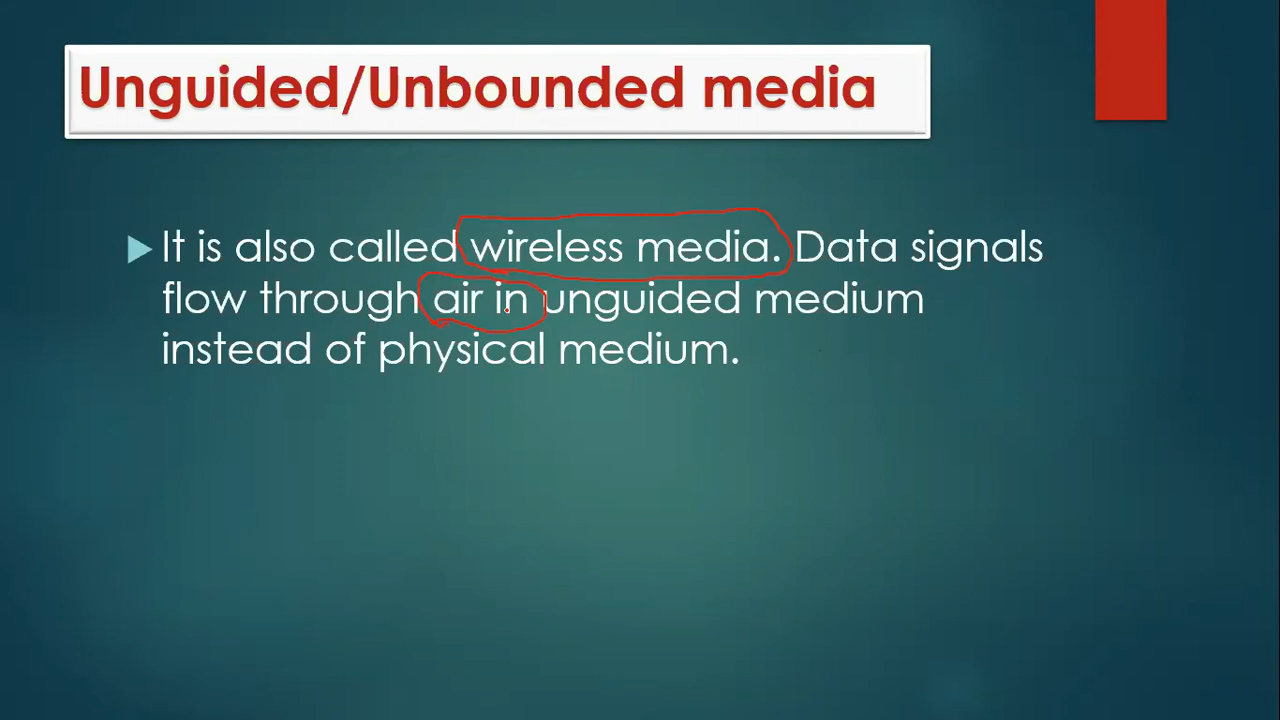 Unguided/Unbounded media
It is also called wireless media. Data signals
flow through air in unguided medium
instead of physical medium.